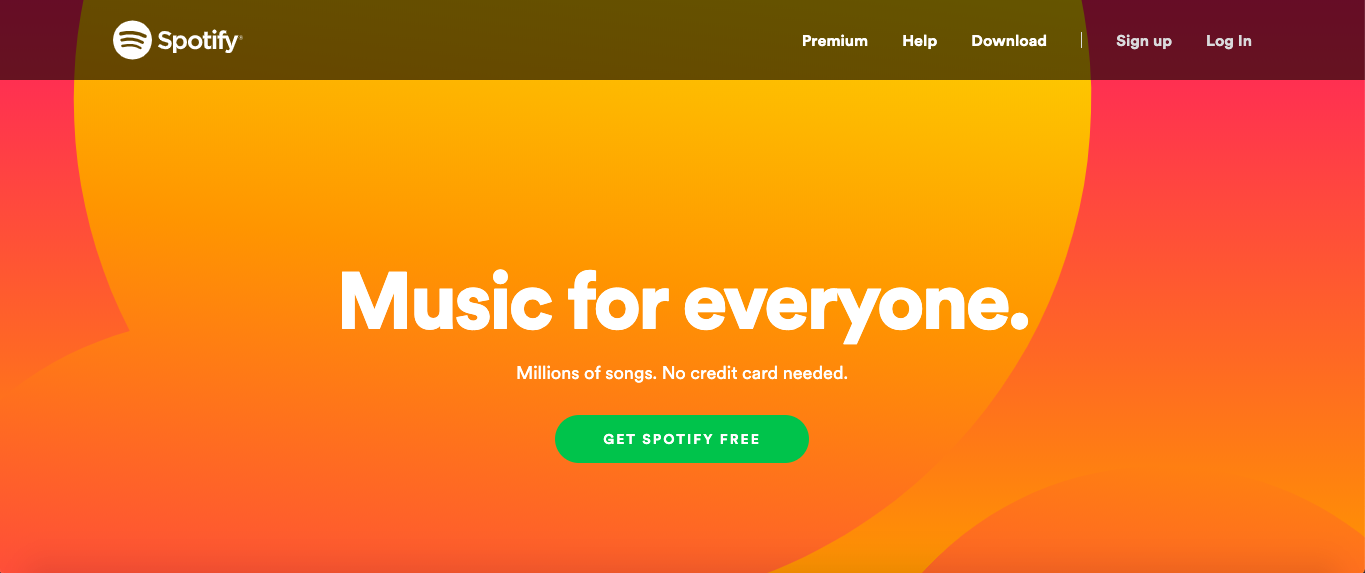 Spotify®
Premium Help Download | Sign up Log In
Music for everyone.
Millions of songs. No credit card needed.
GET SPOTIFY FREE